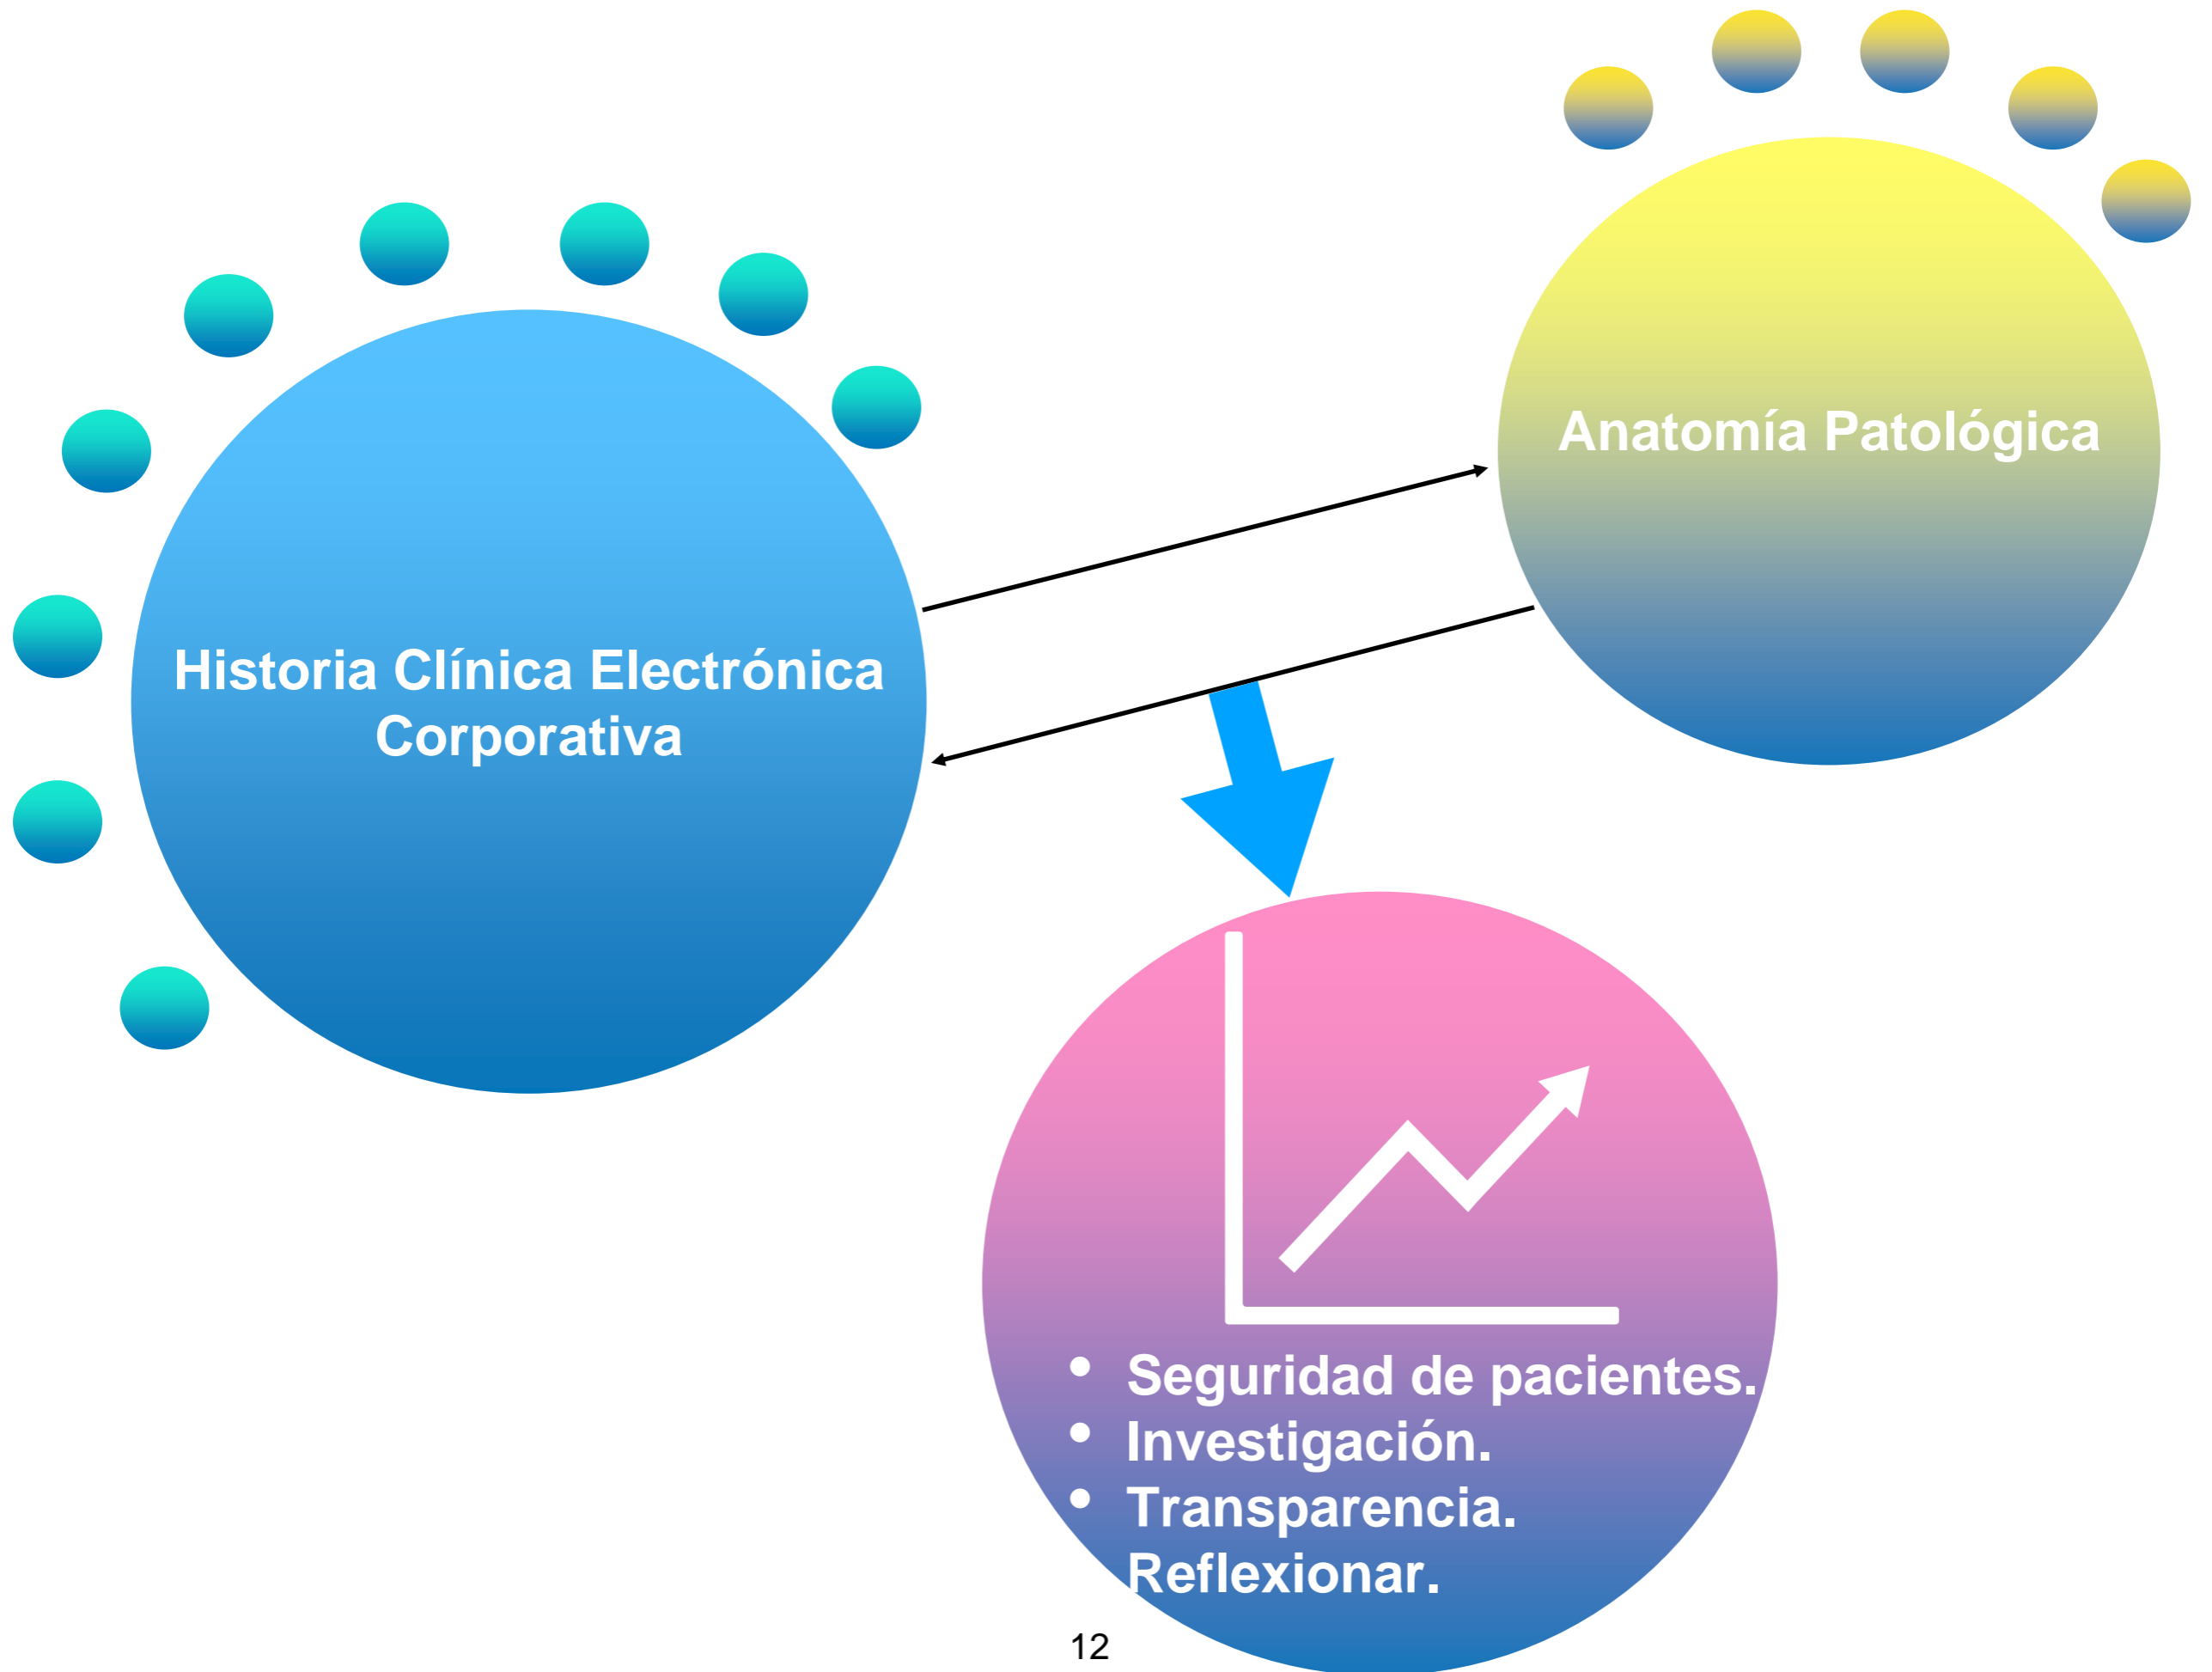 Anatomía Patológica
Historia Clínica Electrónica
Corporativa
• Seguridad de pacientes.
• Investigación.
• Transparencia.
Reflexionar.
12